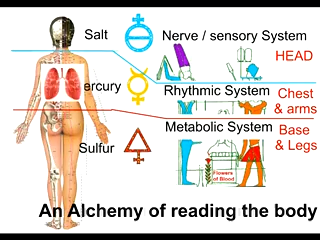 Salt
Nerve / sensory System
HEAD
ercury
Rhythmic System
Chest
& arms
Metabolic System
Base
& Legs
Sulfur
Flowers
of Blood
An Alchemy of reading the body